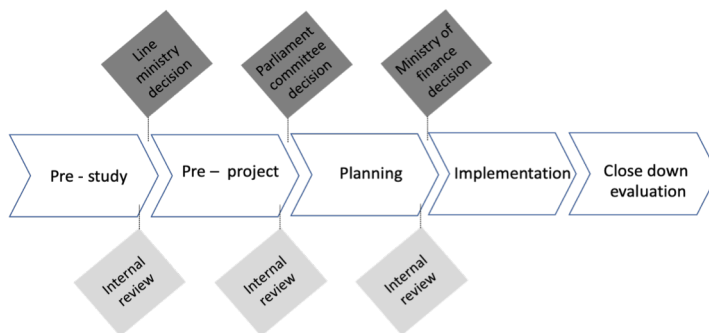 Line
ministry
decision
Parliament
committee
decision
Ministry of
finance
decision
Pre - study
Pre – project
Planning
Implementation
Close down
evaluation
Internal
review
Internal
review
Internal
review